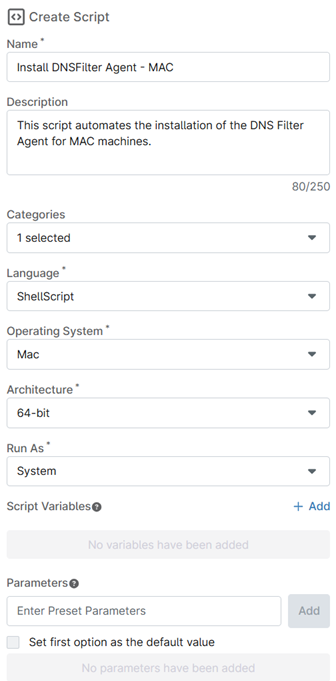 Create Script
Name *
Install DNSFilter Agent - MAC
Description
This script automates the installation of the DNS Filter
Agent for MAC machines.
80/250
Categories
1 selected
Language *
ShellScript
Operating System *
Mac
Architecture *
64-bit
Run As *
System
Script Variables ? + Add
No variables have been added
Parameters ?
Enter Preset Parameters Add
Set first option as the default value
No parameters have been added